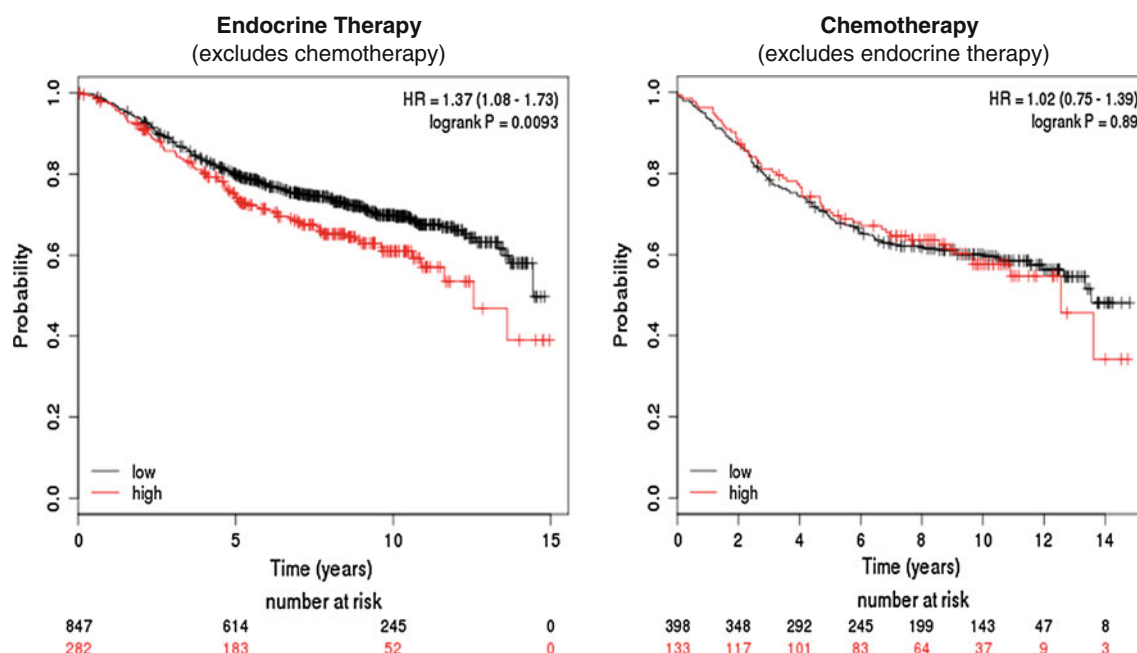 Endocrine Therapy
(excludes chemotherapy)
HR = 1.37 (1.08 - 1.73)
logrank P = 0.0093
Probability
1.0
0.8
0.6
0.4
0.2
0.0
low
high
0 5 10 15
Time (years)
number at risk
847 614 245 0
282 183 52 0
Chemotherapy
(excludes endocrine therapy)
HR = 1.02 (0.75 - 1.39)
logrank P = 0.89
Probability
1.0
0.8
0.6
0.4
0.2
0.0
low
high
0 2 4 6 8 10 12 14
Time (years)
number at risk
398 348 292 245 199 143 47 8
133 117 101 83 64 37 9 3